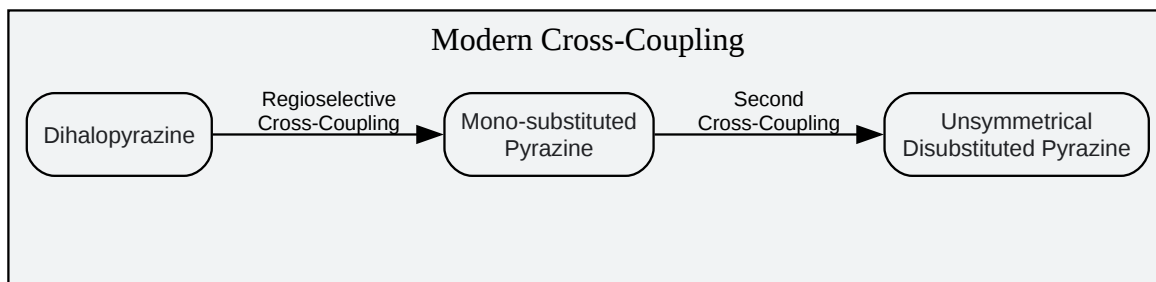 Modern Cross-Coupling
Dihalopyrazine
Regioselective
Cross-Coupling
Mono-substituted
Pyrazine
Second
Cross-Coupling
Unsymmetrical
Disubstituted Pyrazine